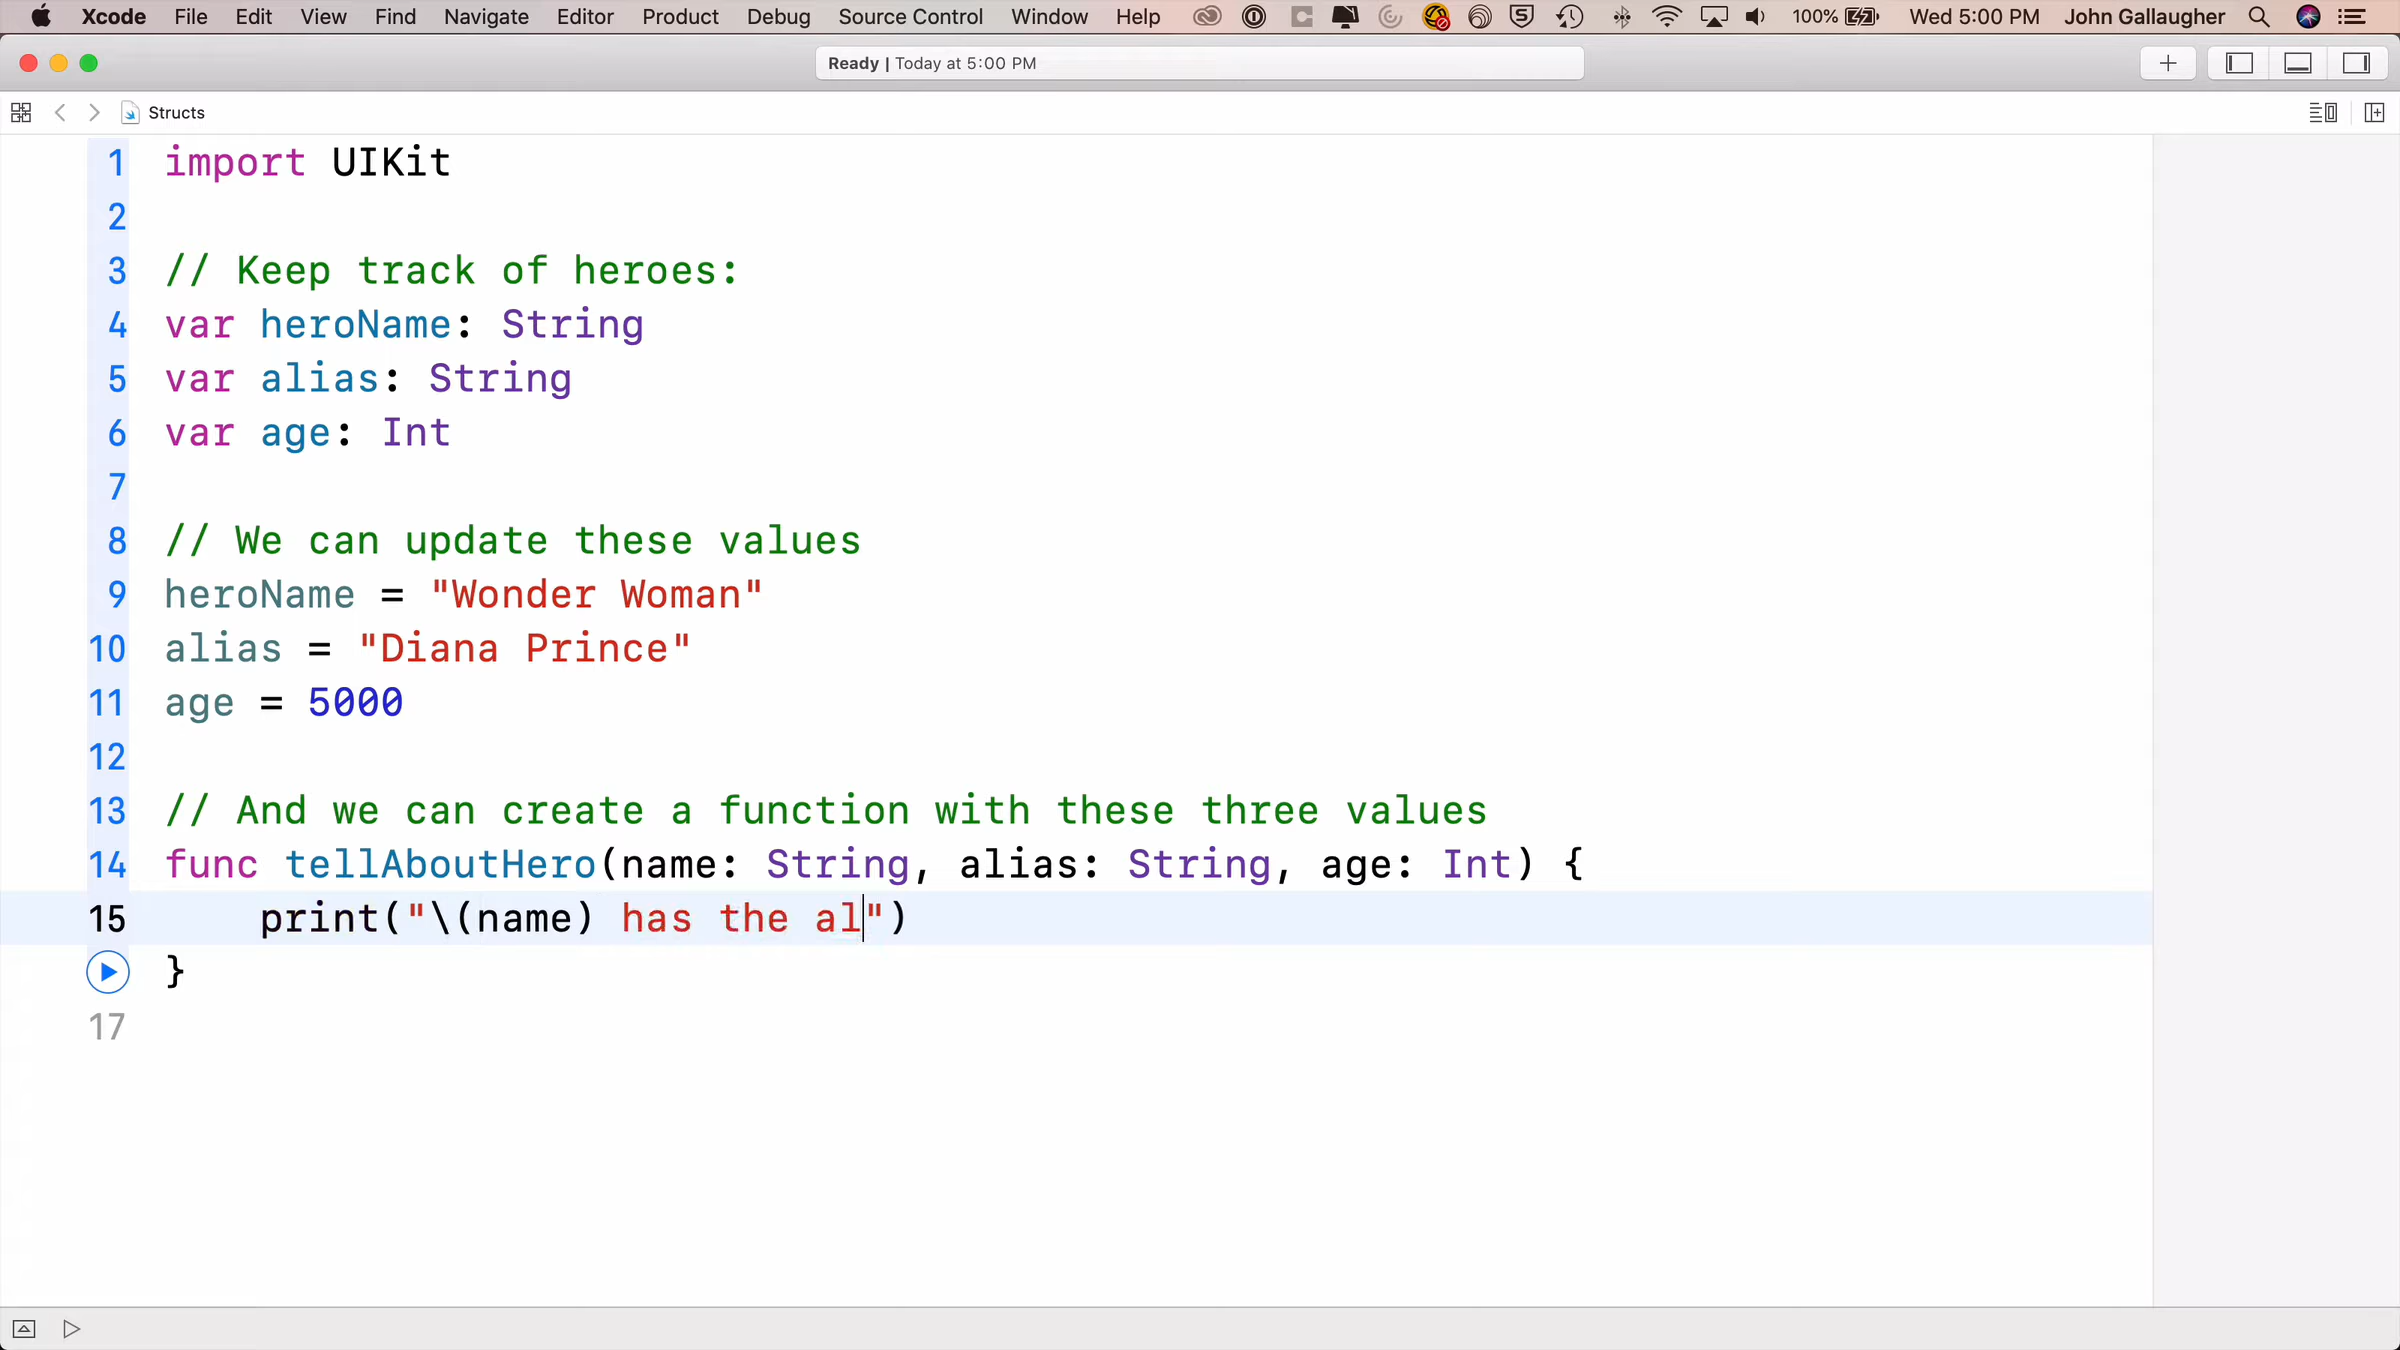 Xcode File Edit View Find Navigate Editor Product Debug Source Control Window Help 100% Wed 5:00 PM John Gallaugher
Ready | Today at 5:00 PM
Structs
1 import UIKit
2
3 // Keep track of heroes:
4 var heroName: String
5 var alias: String
6 var age: Int
7
8 // We can update these values
9 heroName = "Wonder Woman"
10 alias = "Diana Prince"
11 age = 5000
12
13 // And we can create a function with these three values
14 func tellAboutHero(name: String, alias: String, age: Int) {
15 print("\(name) has the al")
}
17